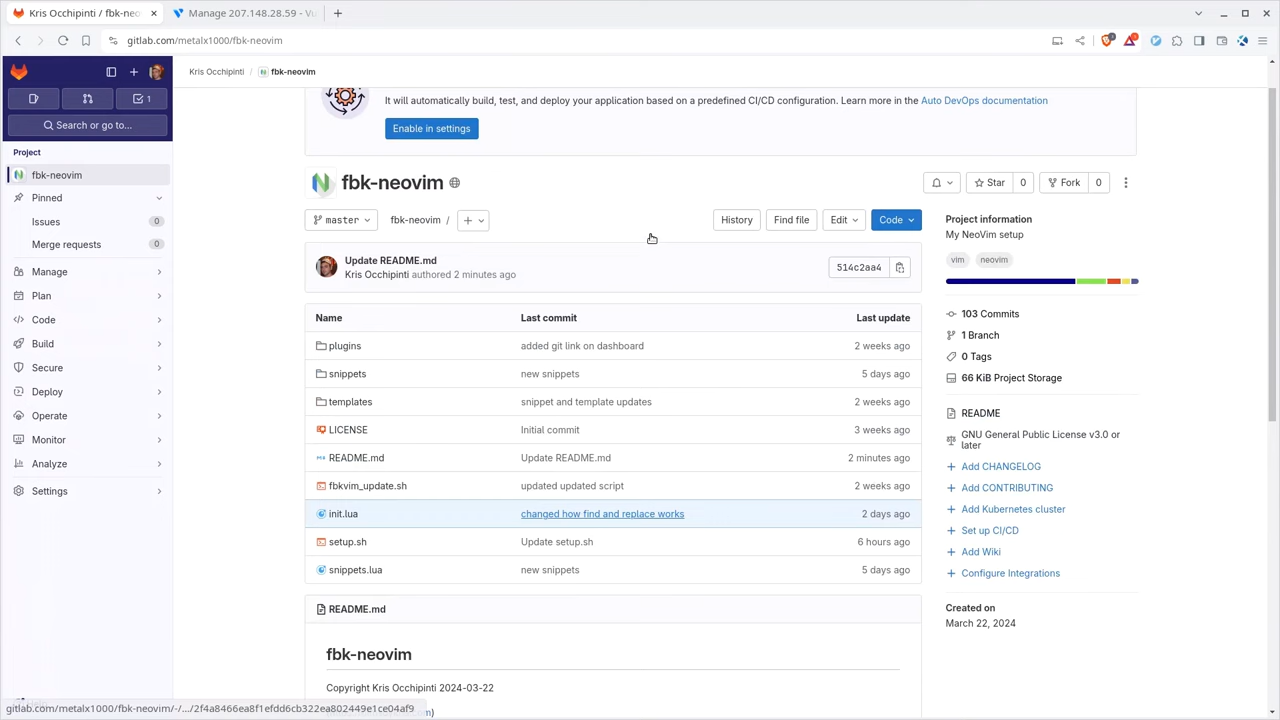 Kris Occhipinti / fbk-neo
Manage 207.148.28.59 - Vu
gitlab.com/metalx1000/fbk-neovim
1
Search or go to...
Project
fbk-neovim
Pinned
Issues 0
Merge requests 0
Manage
Plan
Code
Build
Secure
Deploy
Operate
Monitor
Analyze
Settings
gitlab.com/metalx1000/fbk-neovim/-/.../2f4a8466ea8f1efdd6cb322ea802449e1ce04af9
Kris Occhipinti / fbk-neovim
It will automatically build, test, and deploy your application based on a predefined CI/CD configuration. Learn more in the Auto DevOps documentation
Enable in settings
fbk-neovim
Star 0
Fork 0
master
fbk-neovim /
History
Find file
Edit
Code
Update README.md
Kris Occhipinti authored 2 minutes ago
514c2aa4
Name Last commit Last update
plugins added git link on dashboard 2 weeks ago
snippets new snippets 5 days ago
templates snippet and template updates 2 weeks ago
LICENSE Initial commit 3 weeks ago
README.md Update README.md 2 minutes ago
fbkvim_update.sh updated updated script 2 weeks ago
init.lua changed how find and replace works 2 days ago
setup.sh Update setup.sh 6 hours ago
snippets.lua new snippets 5 days ago
README.md
fbk-neovim
Copyright Kris Occhipinti 2024-03-22
Project information
My NeoVim setup
vim neovim
103 Commits
1 Branch
0 Tags
66 KiB Project Storage
README
GNU General Public License v3.0 or
later
Add CHANGELOG
Add CONTRIBUTING
Add Kubernetes cluster
Set up CI/CD
Add Wiki
Configure Integrations
Created on
March 22, 2024